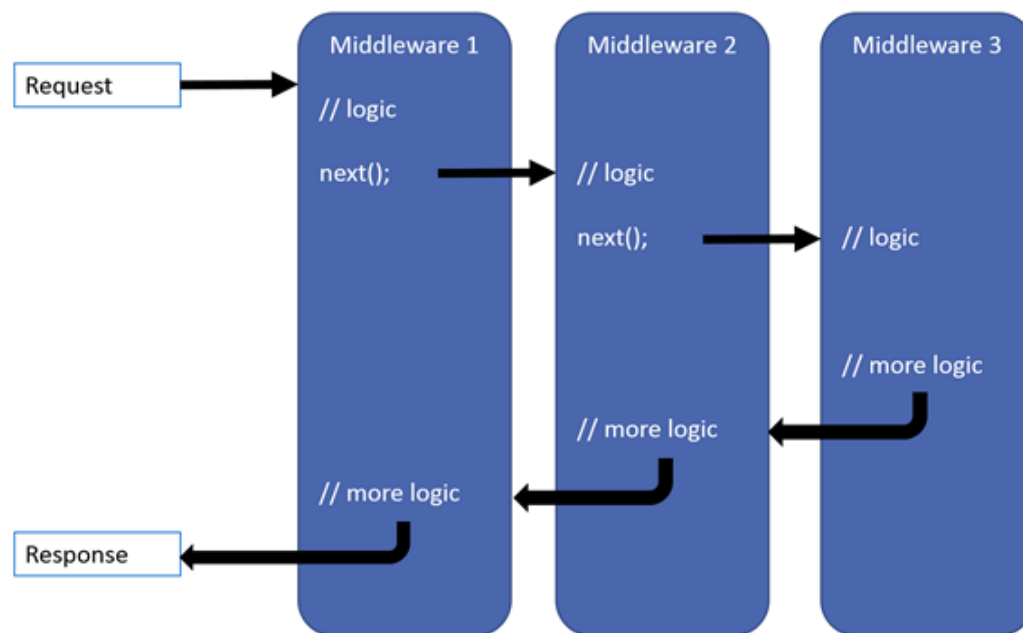 Middleware 1
Middleware 2
Middleware 3
Request
// logic
next();
// logic
next();
// logic
// more logic
// more logic
// more logic
Response